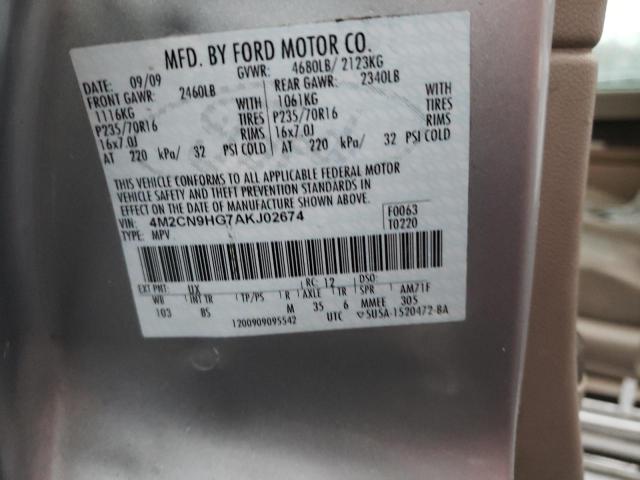 MFD. BY FORD MOTOR CO.
DATE: 09/09 GVWR: 4680LB/ 2123KG
FRONT GAWR: 2460LB REAR GAWR: 2340LB
1116KG WITH 1061KG WITH
P235/70R16 TIRES P235/70R16 TIRES
16x7.0J RIMS 16x7.0J RIMS
AT 220 kPa/ 32 PSI COLD AT 220 kPa/ 32 PSI COLD
THIS VEHICLE CONFORMS TO ALL APPLICABLE FEDERAL MOTOR
VEHICLE SAFETY AND THEFT PREVENTION STANDARDS IN
EFFECT ON THE DATE OF MANUFACTURE SHOWN ABOVE.
VIN: 4M2CN9HG7AKJ02674 F0063
TYPE: MPV T0220
EXT PNT: UX RC: 12 DSO:
WB INT TR TP/PS R AXLE TR SPR AM71F
103 BS M 35 6 MMEE 305
1200909095542 UTC 5USA-1520472-BA